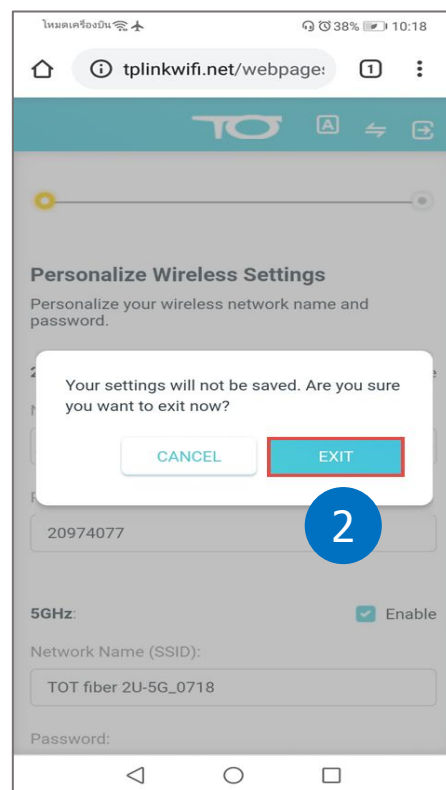 โหมดเครื่องบิน 38% 10:18
tplinkwifi.net/webpage: 1
TOT A
Personalize Wireless Settings
Personalize your wireless network name and
password.
Your settings will not be saved. Are you sure
you want to exit now?
CANCEL EXIT
2
20974077
5GHz: Enable
Network Name (SSID):
TOT fiber 2U-5G_0718
Password: